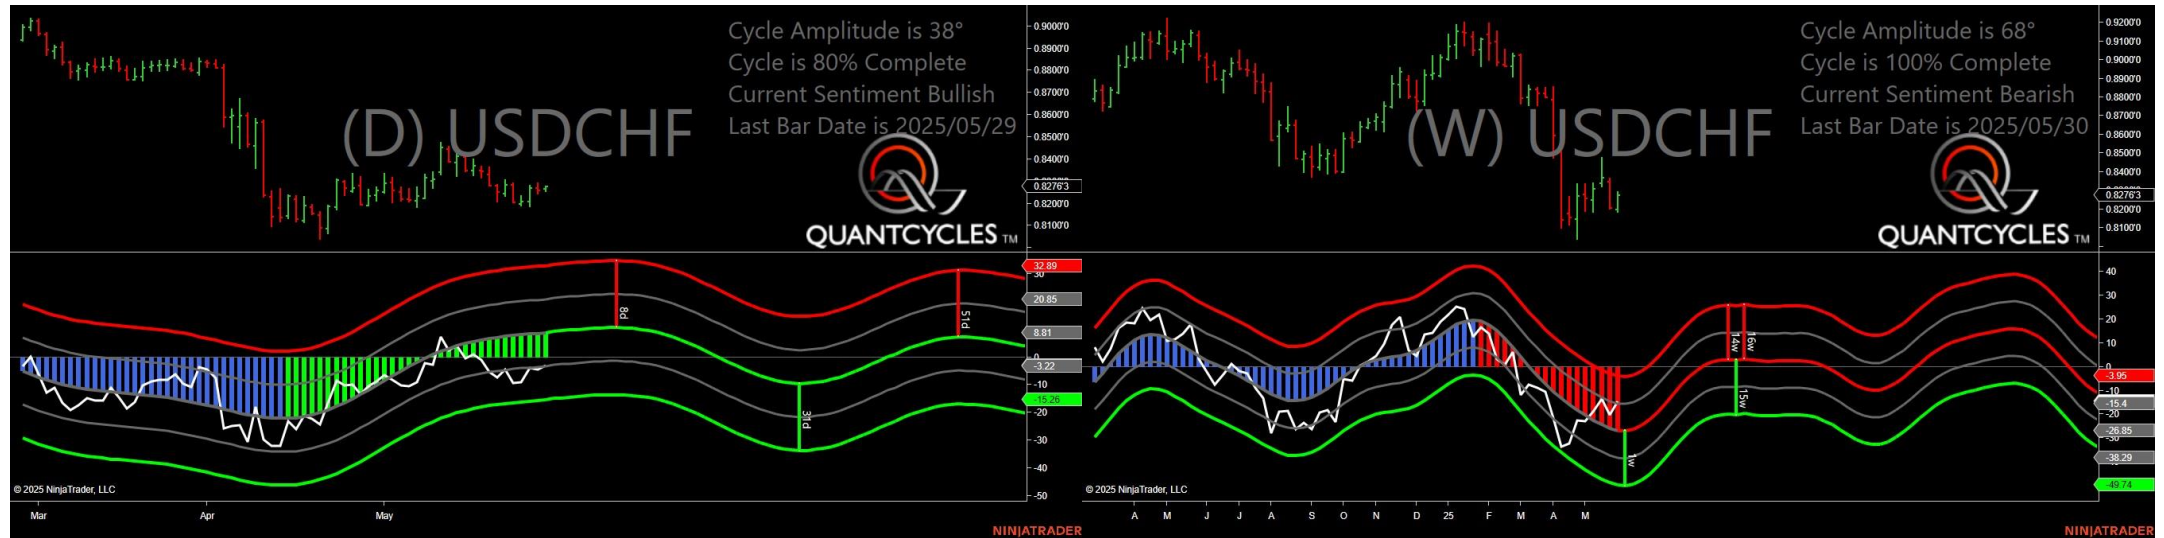 Cycle Amplitude is 38°
Cycle is 80% Complete
Current Sentiment Bullish
Last Bar Date is 2025/05/29
(D) USDCHF
QUANTCYCLES TM
0.9000'0
0.8900'0
0.8800'0
0.8700'0
0.8600'0
0.8500'0
0.8400'0
0.8276'3
0.8200'0
0.8100'0
32.89
30
20.85
8.81
0
-3.22
-10
-15.26
-20
-30
-40
-50
8d
31d
51d
© 2025 NinjaTrader, LLC
Mar Apr May
NINJATRADER
Cycle Amplitude is 68°
Cycle is 100% Complete
Current Sentiment Bearish
Last Bar Date is 2025/05/30
(W) USDCHF
QUANTCYCLES TM
0.9200'0
0.9100'0
0.9000'0
0.8900'0
0.8800'0
0.8700'0
0.8600'0
0.8500'0
0.8400'0
0.8276'3
0.8200'0
0.8100'0
40
30
20
10
0
-3.95
-10
-15.4
-20
-26.85
-30
-38.29
-49.74
1w
14w
16w
15w
© 2025 NinjaTrader, LLC
A M J J A S O N D 25 F M A M
NINJATRADER